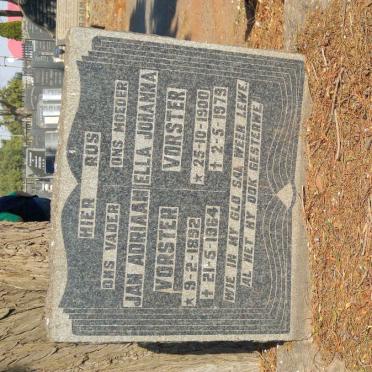 HIER RUS
ONS VADER
JAN ADRIAAN
VORSTER
★ 9-2-1892
✝ 21-5-1964
ONS MOEDER
ELLA JOHANNA
VORSTER
★ 25-10-1900
✝ 2-5-1979
WIE IN MY GLO SAL WEER LEWE
AL HET HY OOK GESTERWE